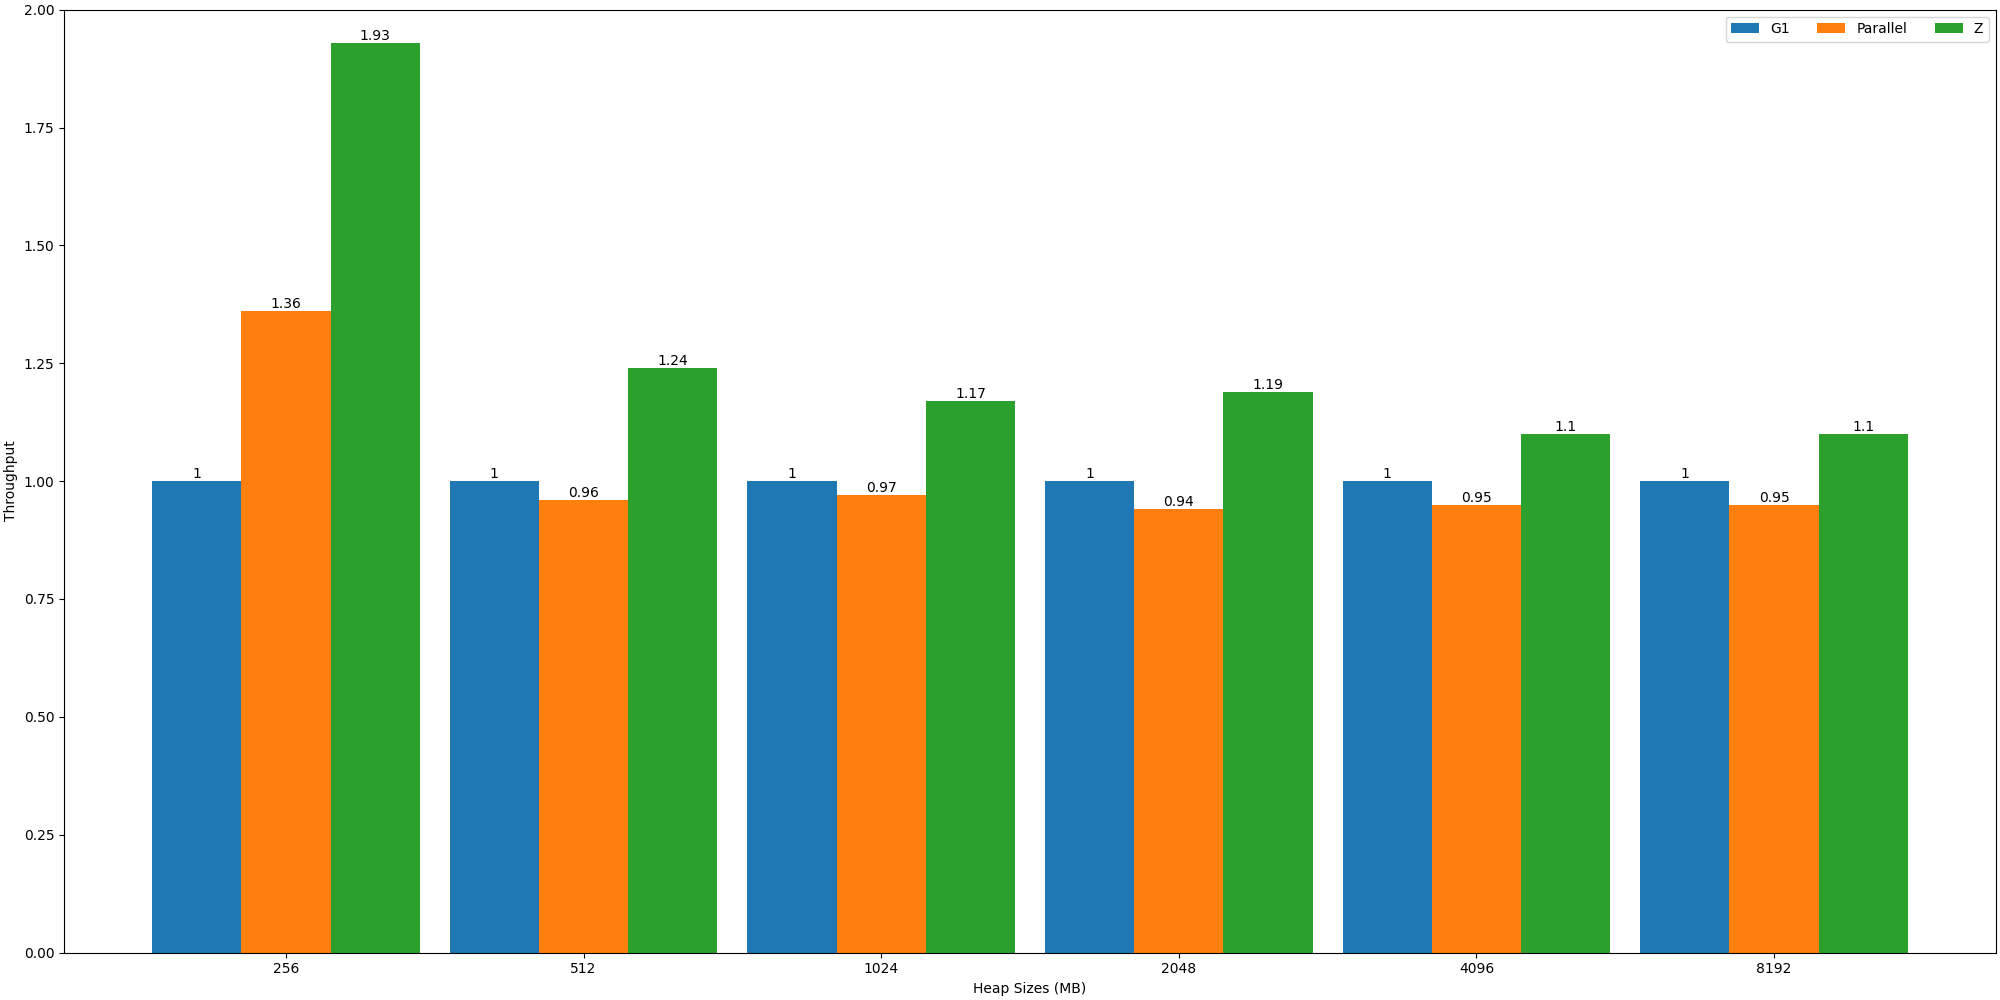 2.00
1.75
1.50
1.25
1.00
0.75
0.50
0.25
0.00
Throughput
G1 Parallel Z
1 1.36 1.93
1 0.96 1.24
1 0.97 1.17
1 0.94 1.19
1 0.95 1.1
1 0.95 1.1
256 512 1024 2048 4096 8192
Heap Sizes (MB)